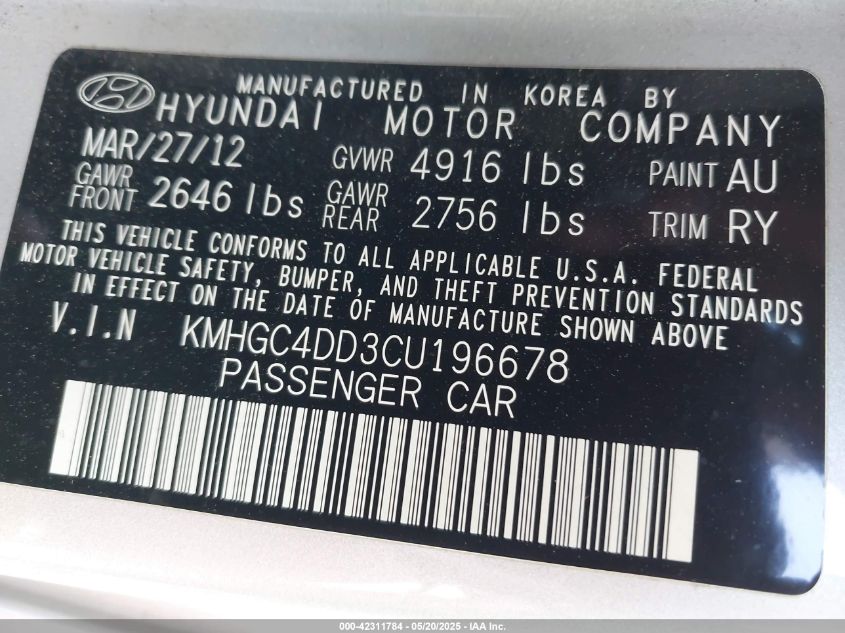 MANUFACTURED IN KOREA BY
HYUNDAI MOTOR COMPANY
MAR/27/12 GVWR 4916 lbs PAINT AU
GAWR FRONT 2646 lbs GAWR REAR 2756 lbs TRIM RY
THIS VEHICLE CONFORMS TO ALL APPLICABLE U.S.A. FEDERAL
MOTOR VEHICLE SAFETY, BUMPER, AND THEFT PREVENTION STANDARDS
IN EFFECT ON THE DATE OF MANUFACTURE SHOWN ABOVE
V.I.N KMHGC4DD3CU196678
PASSENGER CAR
000-42311784 — 05/20/2025 — IAA Inc.